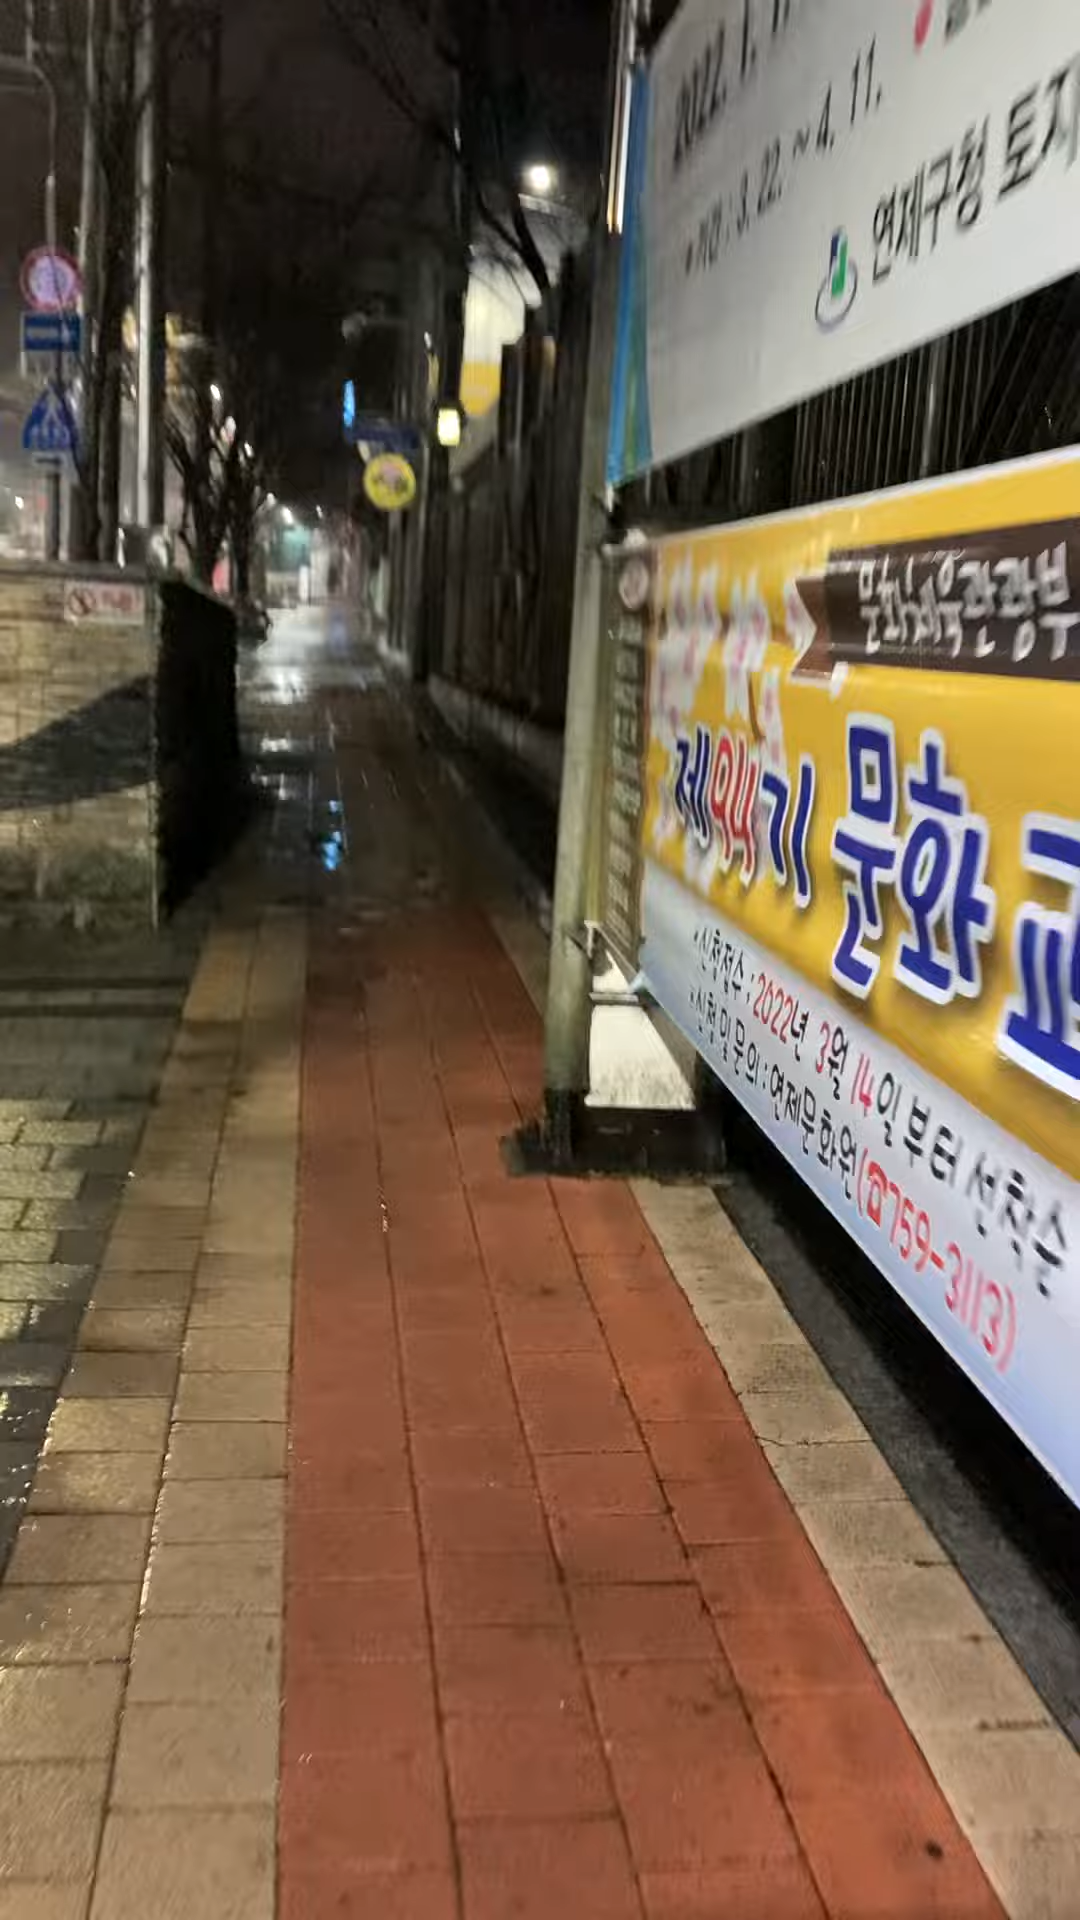 2022. 1. 1
기간 : 3. 22. ~ 4. 11.
연제구청 토지
문화체육관광부
제94기 문화 교
신청접수 : 2022년 3월 14일부터 선착순
신청및문의 : 연제문화원(☎759-3113)